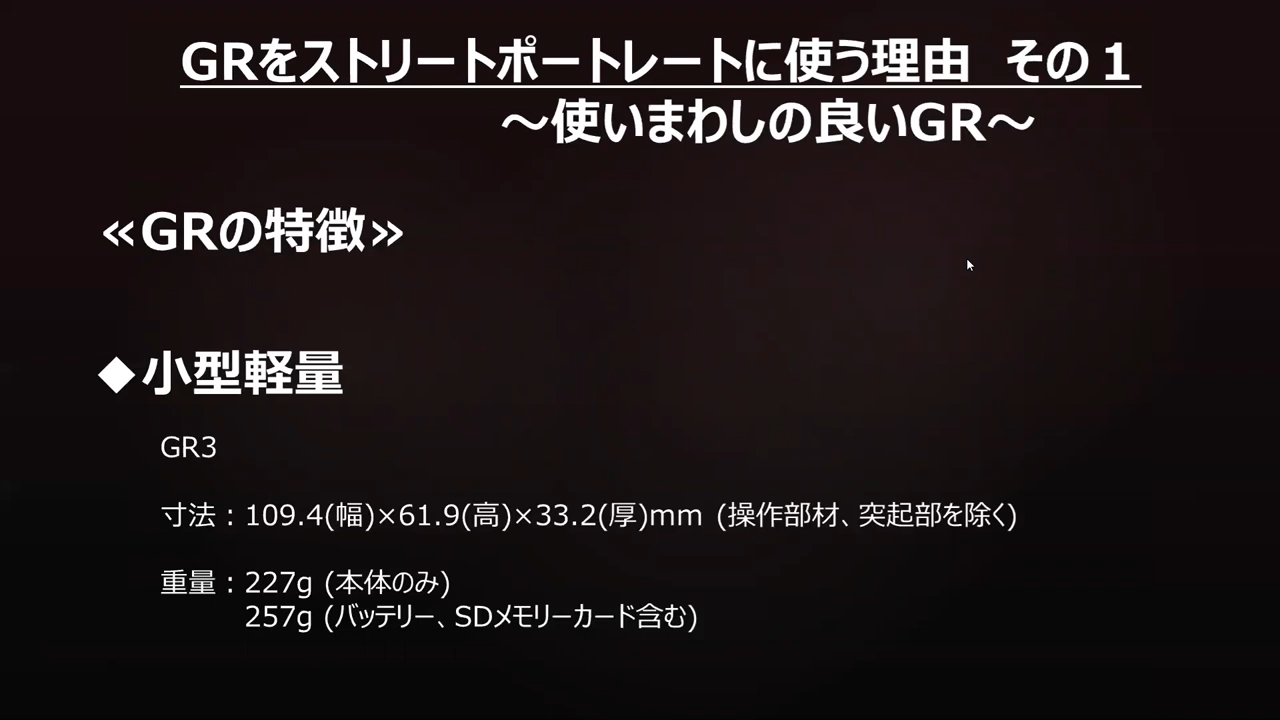 GRをストリートポートレートに使う理由　その１
～使いまわしの良いGR～
≪GRの特徴≫
◆小型軽量
GR3
寸法：109.4(幅)×61.9(高)×33.2(厚)mm (操作部材、突起部を除く)
重量：227g (本体のみ)
257g (バッテリー、SDメモリーカード含む)